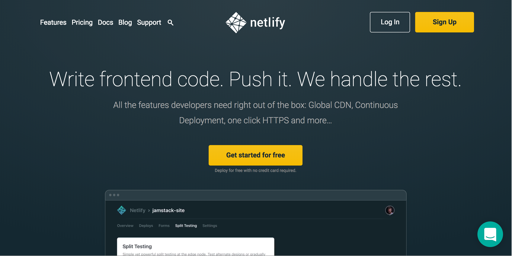 Features Pricing Docs Blog Support
netlify
Log In
Sign Up
Write frontend code. Push it. We handle the rest.
All the features developers need right out of the box: Global CDN, Continuous
Deployment, one click HTTPS and more...
Get started for free
Deploy for free with no credit card required.
Netlify > jamstack-site
Overview Deploys Forms Split Testing Settings
Split Testing